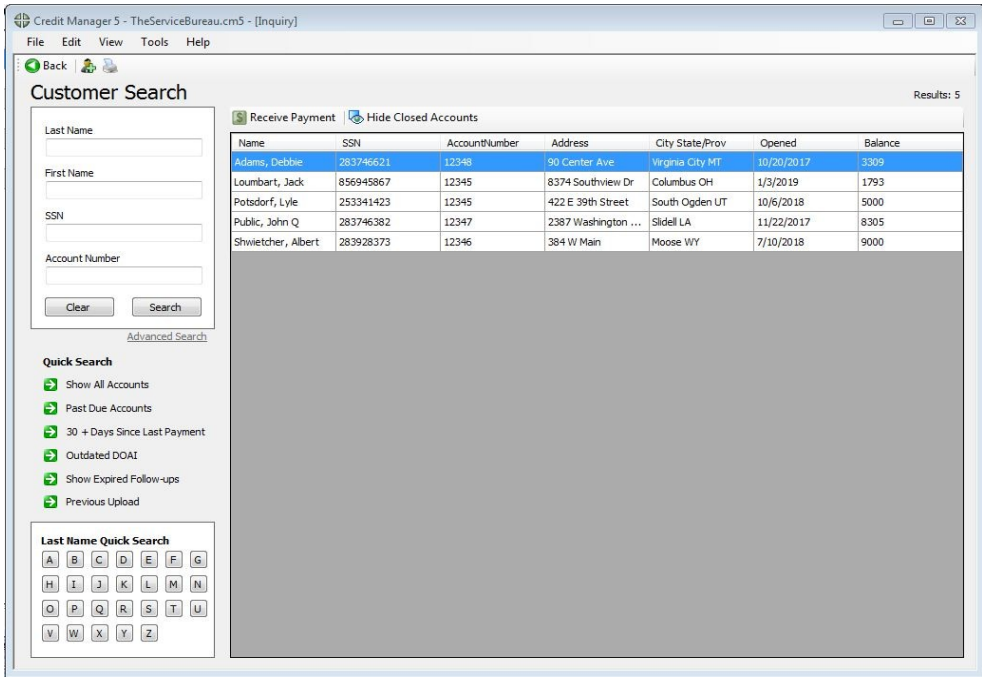 Credit Manager 5 - TheServiceBureau.cm5 - [Inquiry]
File Edit View Tools Help
Back
Customer Search
Results: 5
Last Name
First Name
SSN
Account Number
Clear Search
Advanced Search
Quick Search
Show All Accounts
Past Due Accounts
30 + Days Since Last Payment
Outdated DOAI
Show Expired Follow-ups
Previous Upload
Last Name Quick Search
A B C D E F G
H I J K L M N
O P Q R S T U
V W X Y Z
$ Receive Payment Hide Closed Accounts
Name SSN AccountNumber Address City State/Prov Opened Balance
Adams, Debbie 283746621 12348 90 Center Ave Virginia City MT 10/20/2017 3309
Loumbart, Jack 856945867 12345 8374 Southview Dr Columbus OH 1/3/2019 1793
Potsdorf, Lyle 253341423 12345 422 E 39th Street South Ogden UT 10/6/2018 5000
Public, John Q 283746382 12347 2387 Washington ... Slidell LA 11/22/2017 8305
Shwietcher, Albert 283928373 12346 384 W Main Moose WY 7/10/2018 9000